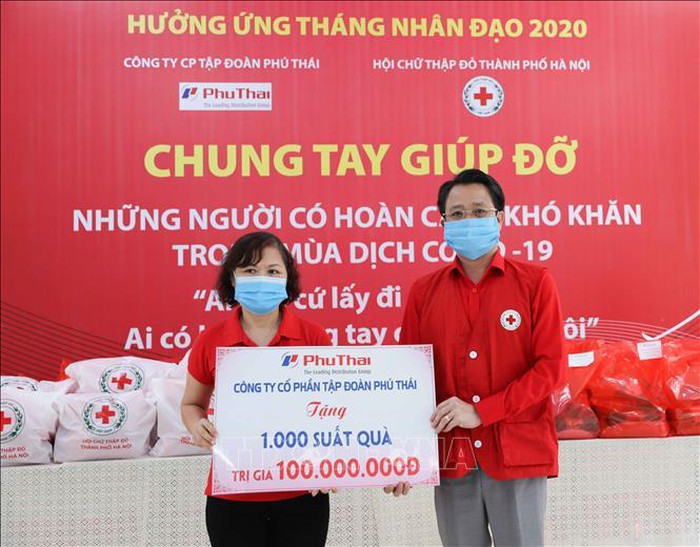 HƯỞNG ỨNG THÁNG NHÂN ĐẠO 2020
CÔNG TY CP TẬP ĐOÀN PHÚ THÁI
HỘI CHỮ THẬP ĐỎ THÀNH PHỐ HÀ NỘI
PhuThai
The Leading Distribution Group
CHUNG TAY GIÚP ĐỠ
NHỮNG NGƯỜI CÓ HOÀN KHÓ KHĂN
MÙA DỊCH -19
cứ lấy đi
Ai có tay
PhuThai
The Leading Distribution Group
CÔNG TY CỔ PHẦN TẬP ĐOÀN PHÚ THÁI
Tặng
1.000 SUẤT QUÀ
TRỊ GIÁ 100.000.000Đ
HỘI CHỮ THẬP ĐỎ
THÀNH PHỐ HÀ NỘI